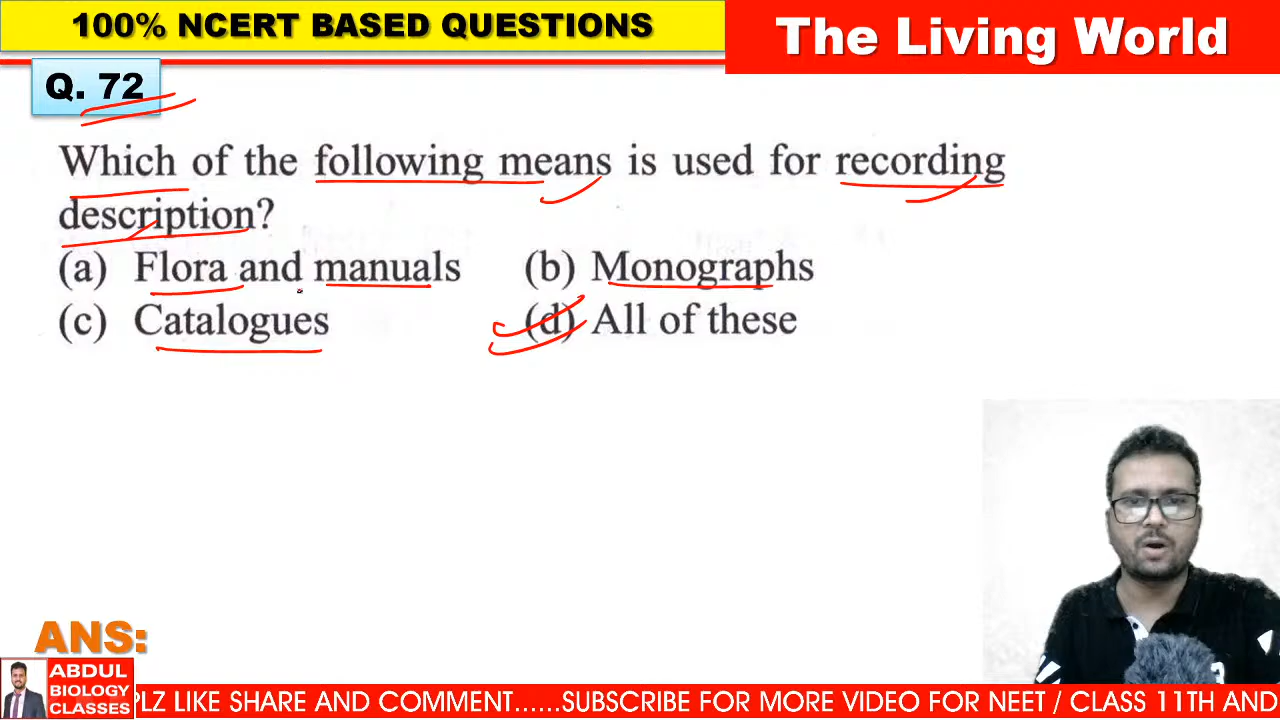 100% NCERT BASED QUESTIONS
The Living World
Q. 72
Which of the following means is used for recording
description?
(a) Flora and manuals (b) Monographs
(c) Catalogues (d) All of these
ANS:
ABDUL
BIOLOGY
CLASSES
PLZ LIKE SHARE AND COMMENT......SUBSCRIBE FOR MORE VIDEO FOR NEET / CLASS 11TH AND